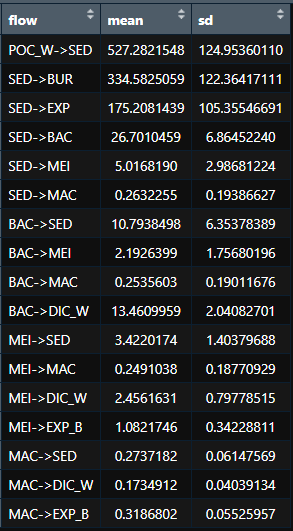 flow mean sd
POC_W->SED 527.2821548 124.95360110
SED->BUR 334.5825059 122.36417111
SED->EXP 175.2081439 105.35546691
SED->BAC 26.7010459 6.86452240
SED->MEI 5.0168190 2.98681224
SED->MAC 0.2632255 0.19386627
BAC->SED 10.7938498 6.35378389
BAC->MEI 2.1926399 1.75680196
BAC->MAC 0.2535603 0.19011676
BAC->DIC_W 13.4609959 2.04082701
MEI->SED 3.4220174 1.40379688
MEI->MAC 0.2491038 0.18770929
MEI->DIC_W 2.4561631 0.79778515
MEI->EXP_B 1.0821746 0.34228811
MAC->SED 0.2737182 0.06147569
MAC->DIC_W 0.1734912 0.04039134
MAC->EXP_B 0.3186802 0.05525957